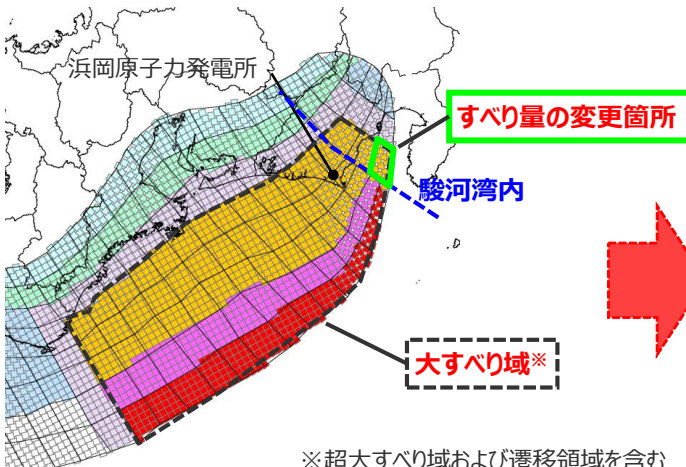 浜岡原子力発電所
すべり量の変更箇所
駿河湾内
大すべり域※
※超大すべり域および遷移領域を含む